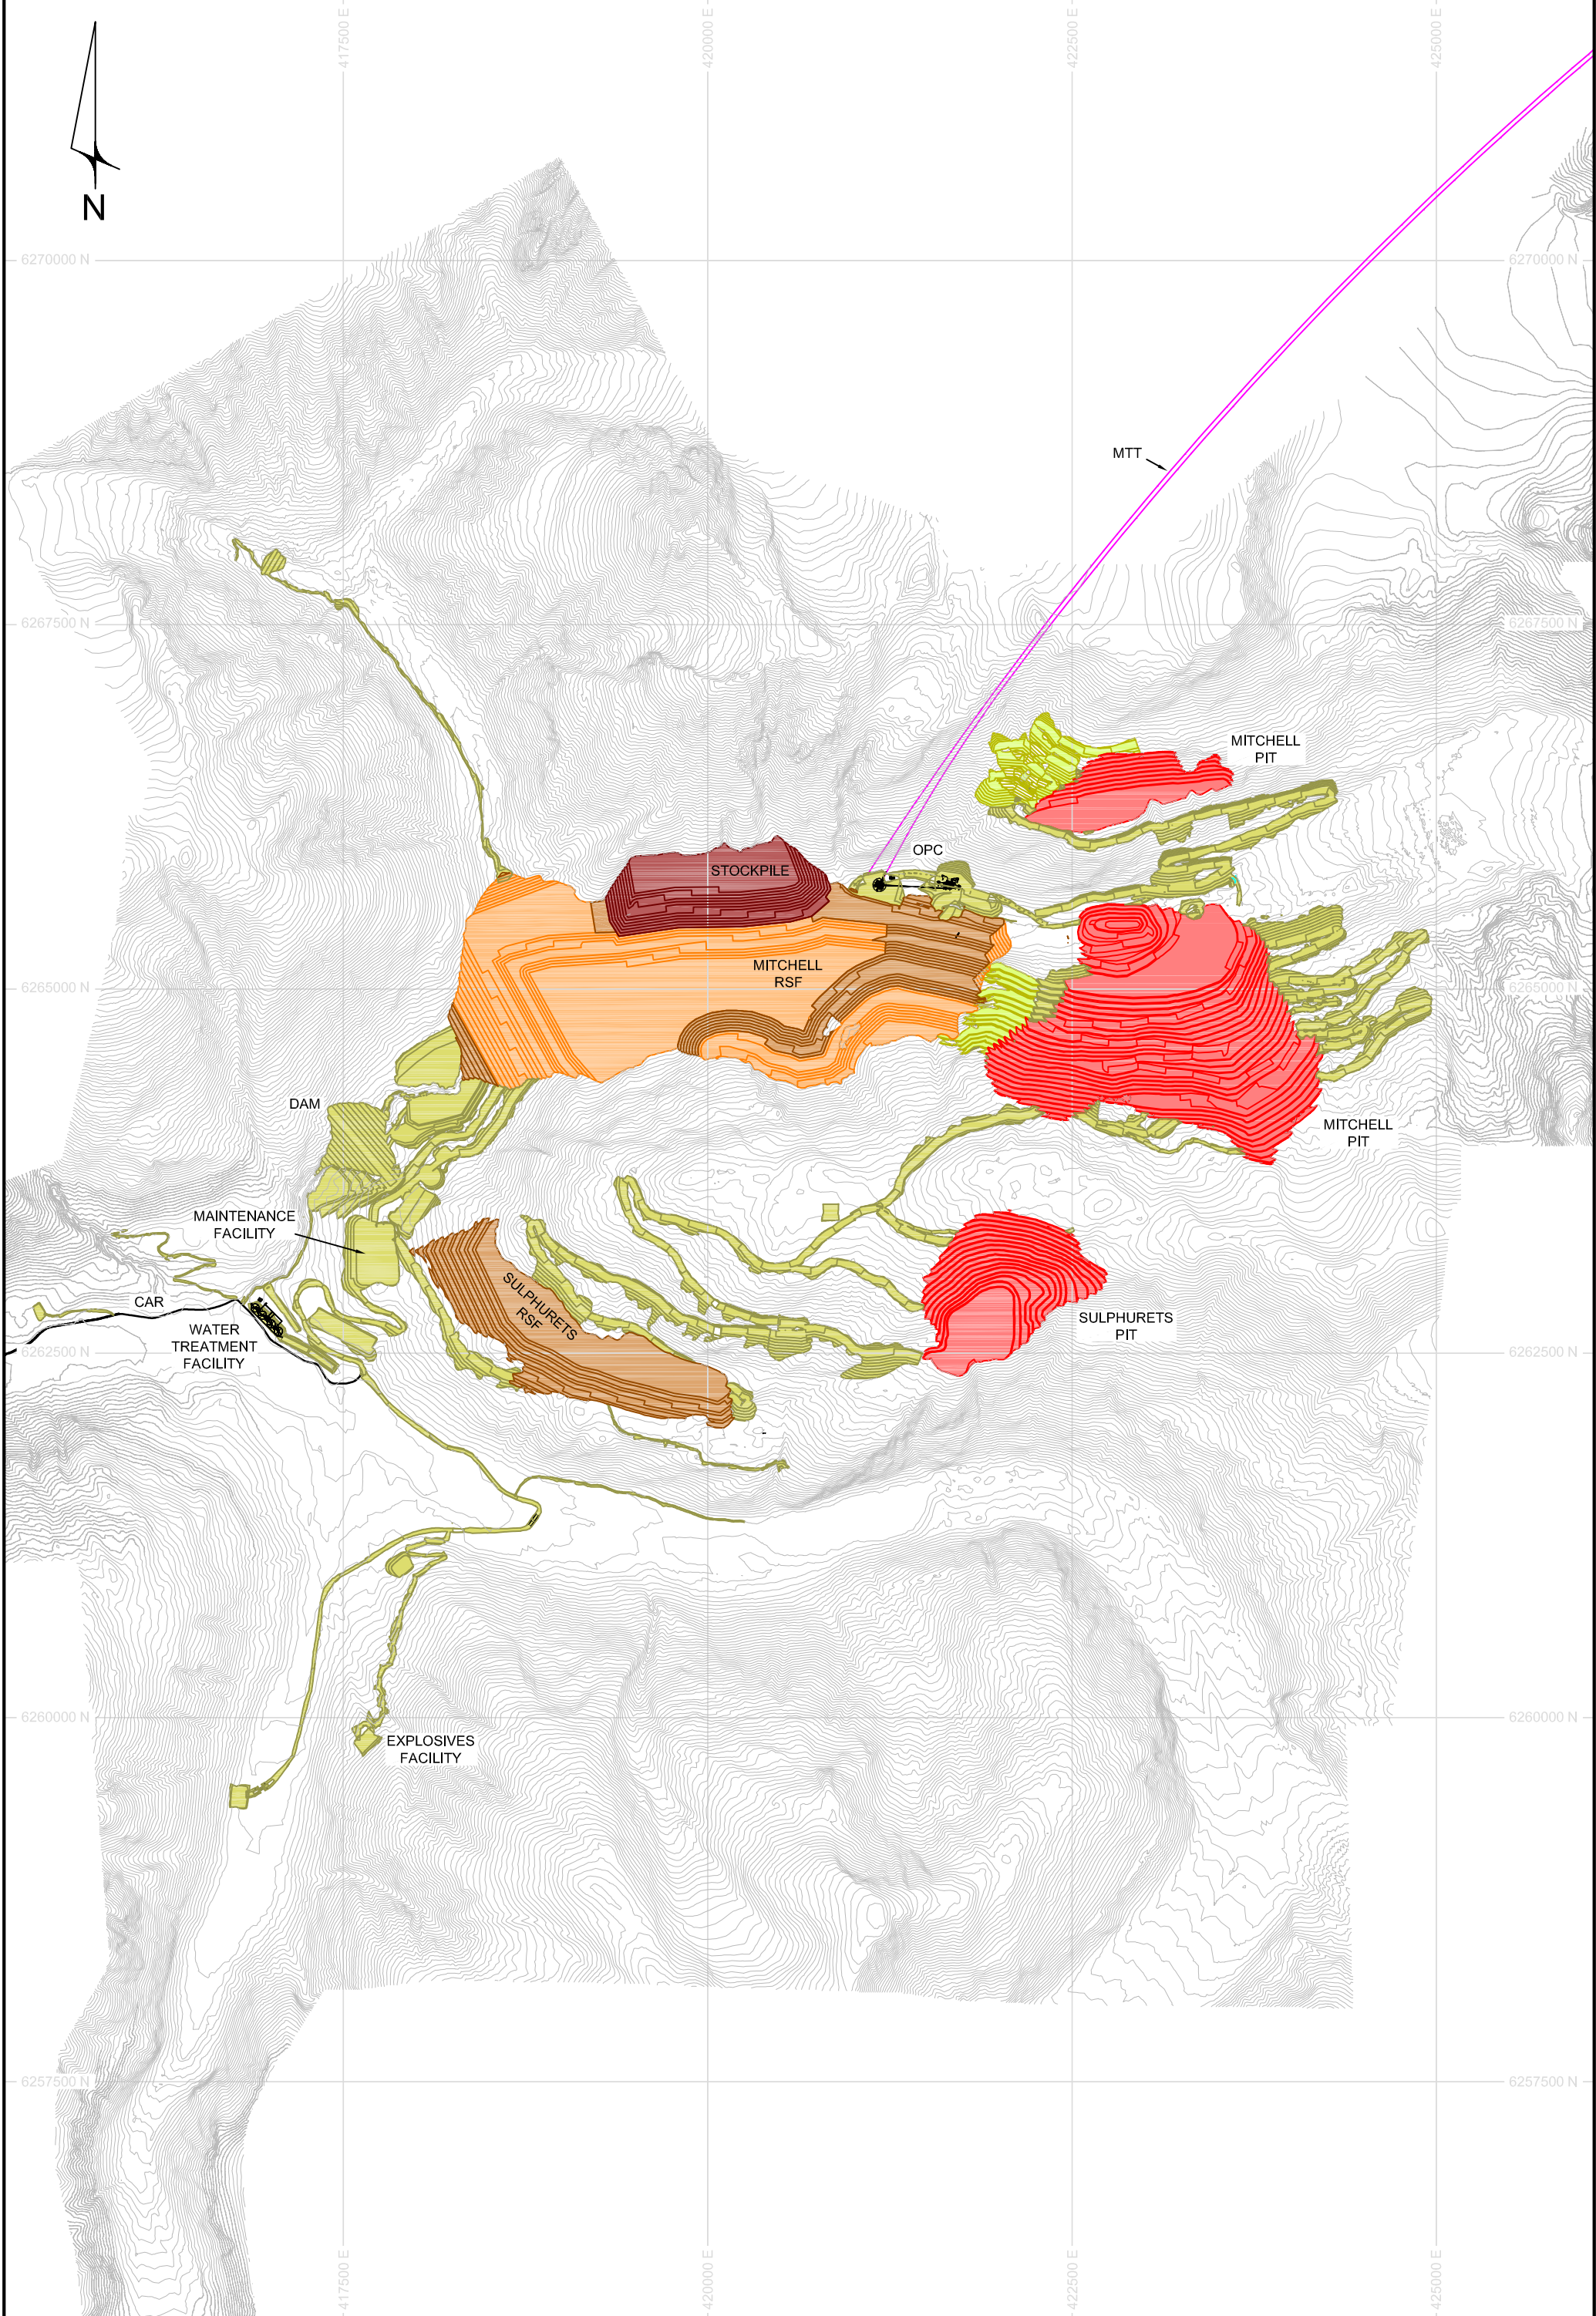 417500 E
420000 E
422500 E
425000 E
N
6270000 N
6270000 N
MTT
6267500 N
6267500 N
MITCHELL
PIT
OPC
STOCKPILE
MITCHELL
RSF
6265000 N
6265000 N
DAM
MITCHELL
PIT
MAINTENANCE
FACILITY
SULPHURETS
RSF
CAR
SULPHURETS
PIT
WATER
TREATMENT
FACILITY
6262500 N
6262500 N
6260000 N
6260000 N
EXPLOSIVES
FACILITY
6257500 N
6257500 N
417500 E
420000 E
422500 E
425000 E